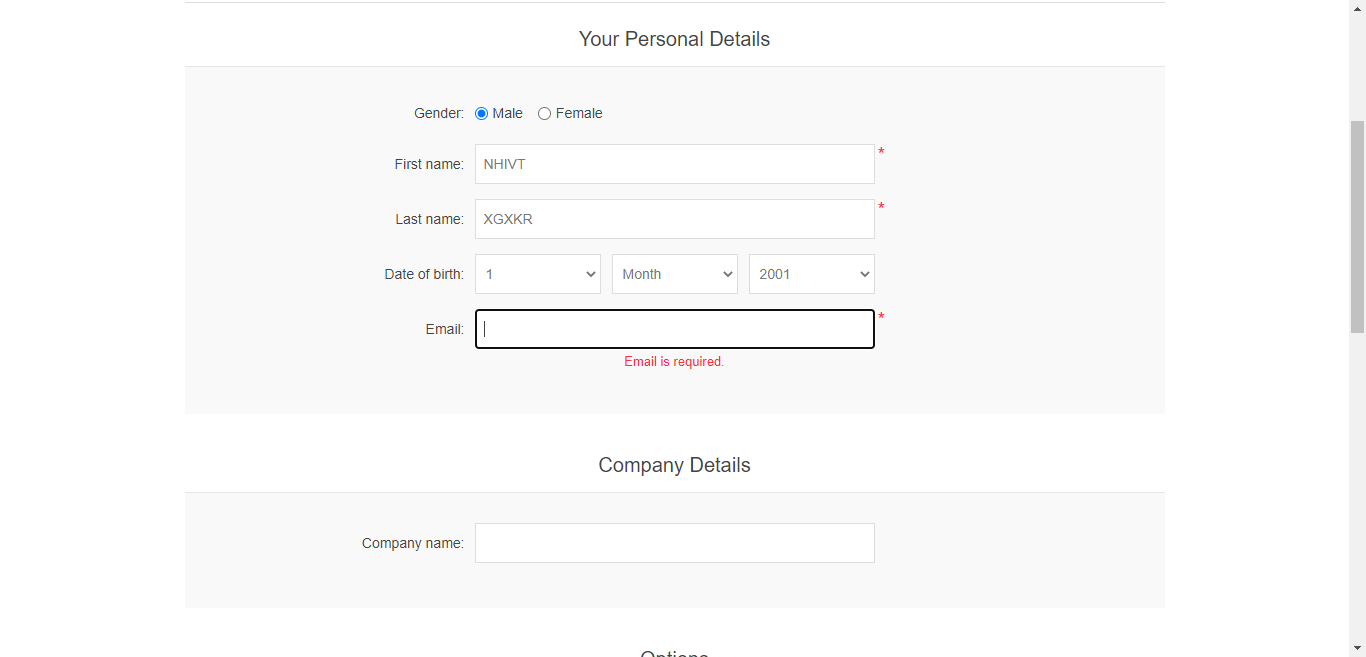 Your Personal Details
Gender: Male Female
First name: NHIVT *
Last name: XGXKR *
Date of birth: 1 Month 2001
Email: *
Email is required.
Company Details
Company name:
Options